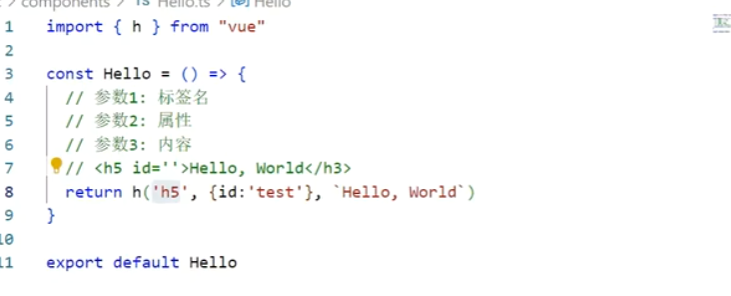 components > TS Hello.ts > Hello
1 import { h } from "vue"
2
3 const Hello = () => {
4 // 参数1: 标签名
5 // 参数2: 属性
6 // 参数3: 内容
7 // <h5 id=''>Hello, World</h3>
8 return h('h5', {id:'test'}, `Hello, World`)
9 }
10
11 export default Hello